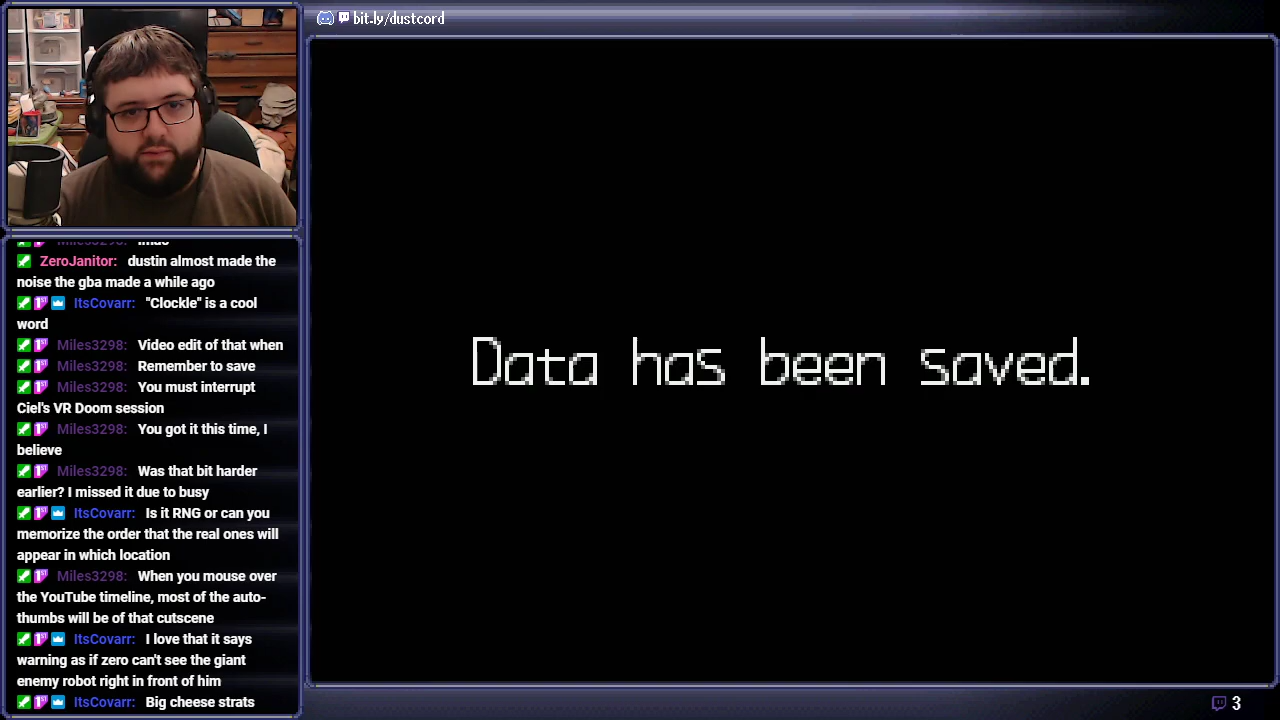 bit.ly/dustcord
Miles3298: lmao
ZeroJanitor: dustin almost made the
noise the gba made a while ago
ItsCovarr: "Clockle" is a cool
word
Miles3298: Video edit of that when
Miles3298: Remember to save
Miles3298: You must interrupt
Ciel's VR Doom session
Miles3298: You got it this time, I
believe
Miles3298: Was that bit harder
earlier? I missed it due to busy
ItsCovarr: Is it RNG or can you
memorize the order that the real ones will
appear in which location
Miles3298: When you mouse over
the YouTube timeline, most of the auto-
thumbs will be of that cutscene
ItsCovarr: I love that it says
warning as if zero can't see the giant
enemy robot right in front of him
ItsCovarr: Big cheese strats
Data has been saved.
3